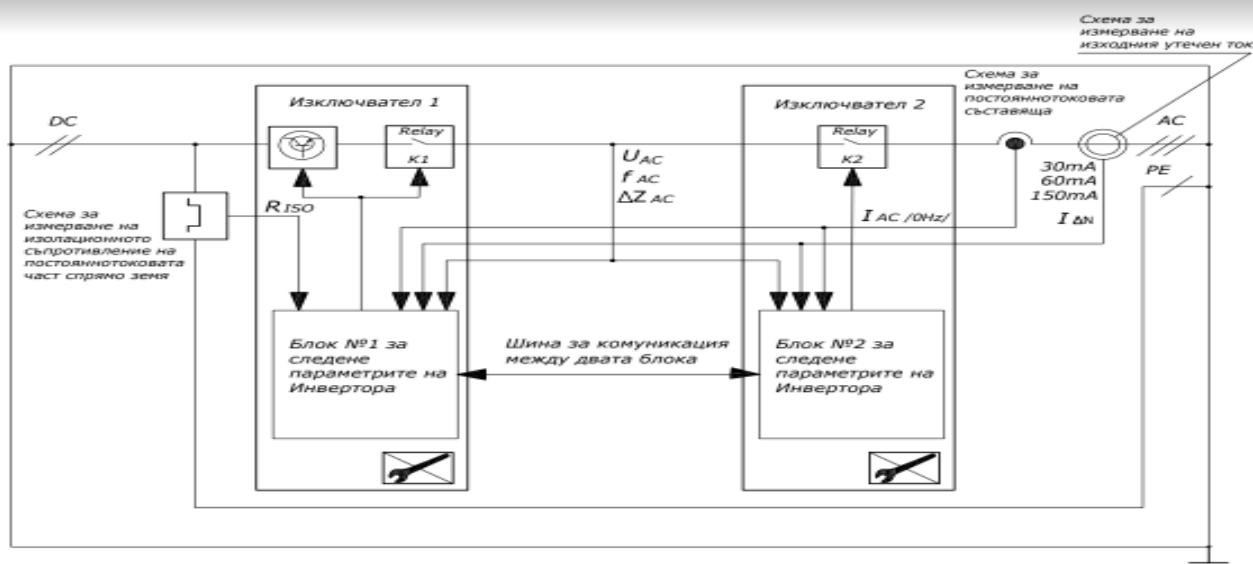 Схема за
измерване на
изходния утечен ток
Схема за
измерване на
постояннотоковата
съставяща
Изключвател 1
Изключвател 2
DC
Relay
K1
Relay
K2
AC
U AC
f AC
ΔZ AC
30mA
60mA
150mA
PE
R ISO
I AC /0Hz/
I ΔN
Схема за
измерване на
изолационното
съпротивление на
постояннотоковата
част спрямо земя
Блок №1 за
следене
параметрите на
Инвертора
Шина за комуникация
между двата блока
Блок №2 за
следене
параметрите на
Инвертора